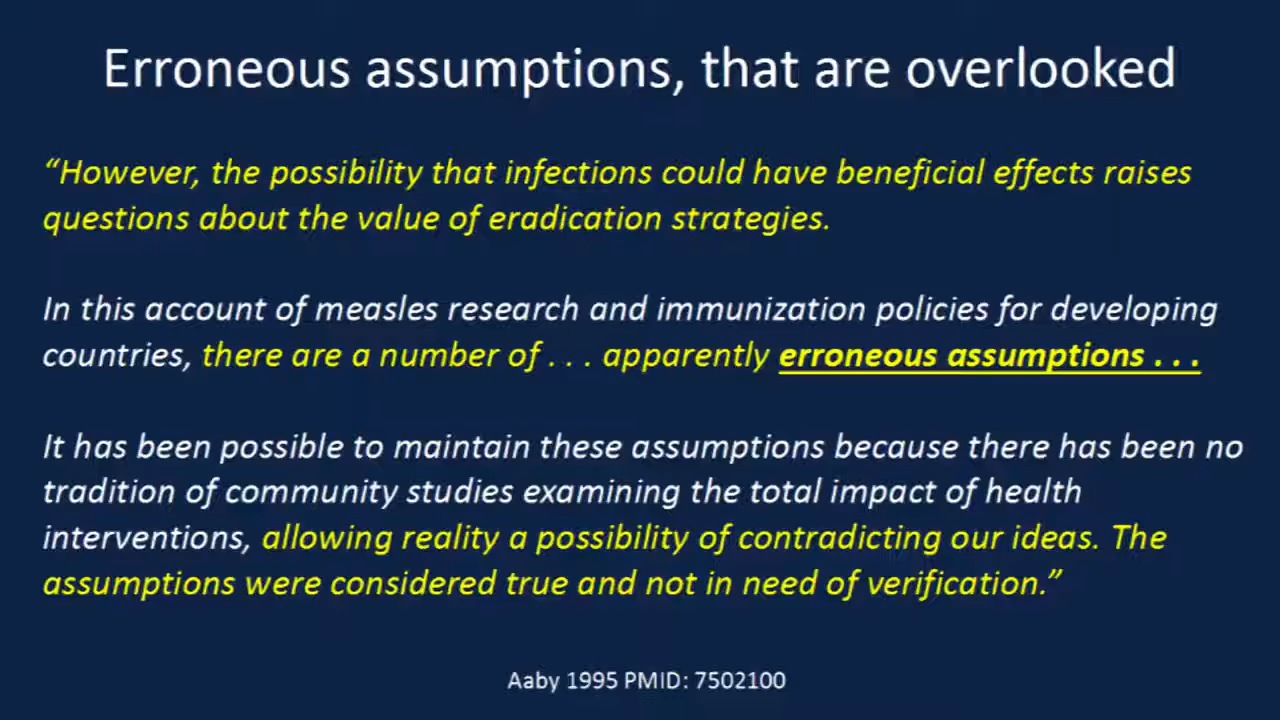 Erroneous assumptions, that are overlooked
“However, the possibility that infections could have beneficial effects raises
questions about the value of eradication strategies.
In this account of measles research and immunization policies for developing
countries, there are a number of . . . apparently erroneous assumptions . . .
It has been possible to maintain these assumptions because there has been no
tradition of community studies examining the total impact of health
interventions, allowing reality a possibility of contradicting our ideas. The
assumptions were considered true and not in need of verification.”
Aaby 1995 PMID: 7502100